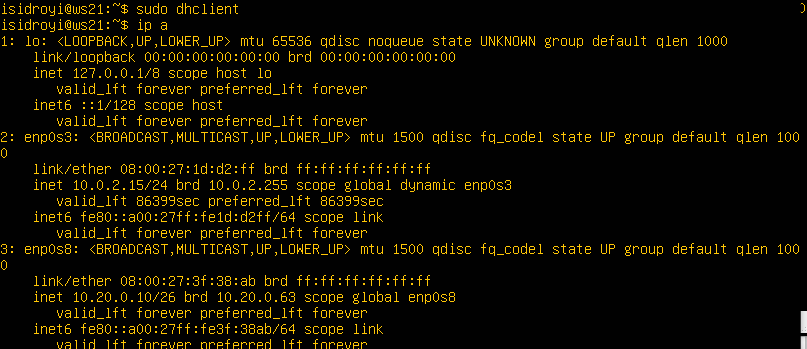 isidroyi@ws21:~$ sudo dhclient
isidroyi@ws21:~$ ip a
1: lo: <LOOPBACK,UP,LOWER_UP> mtu 65536 qdisc noqueue state UNKNOWN group default qlen 1000
    link/loopback 00:00:00:00:00:00 brd 00:00:00:00:00:00
    inet 127.0.0.1/8 scope host lo
       valid_lft forever preferred_lft forever
    inet6 ::1/128 scope host
       valid_lft forever preferred_lft forever
2: enp0s3: <BROADCAST,MULTICAST,UP,LOWER_UP> mtu 1500 qdisc fq_codel state UP group default qlen 100
0
    link/ether 08:00:27:1d:d2:ff brd ff:ff:ff:ff:ff:ff
    inet 10.0.2.15/24 brd 10.0.2.255 scope global dynamic enp0s3
       valid_lft 86399sec preferred_lft 86399sec
    inet6 fe80::a00:27ff:fe1d:d2ff/64 scope link
       valid_lft forever preferred_lft forever
3: enp0s8: <BROADCAST,MULTICAST,UP,LOWER_UP> mtu 1500 qdisc fq_codel state UP group default qlen 100
0
    link/ether 08:00:27:3f:38:ab brd ff:ff:ff:ff:ff:ff
    inet 10.20.0.10/26 brd 10.20.0.63 scope global enp0s8
       valid_lft forever preferred_lft forever
    inet6 fe80::a00:27ff:fe3f:38ab/64 scope link
       valid_lft forever preferred_lft forever